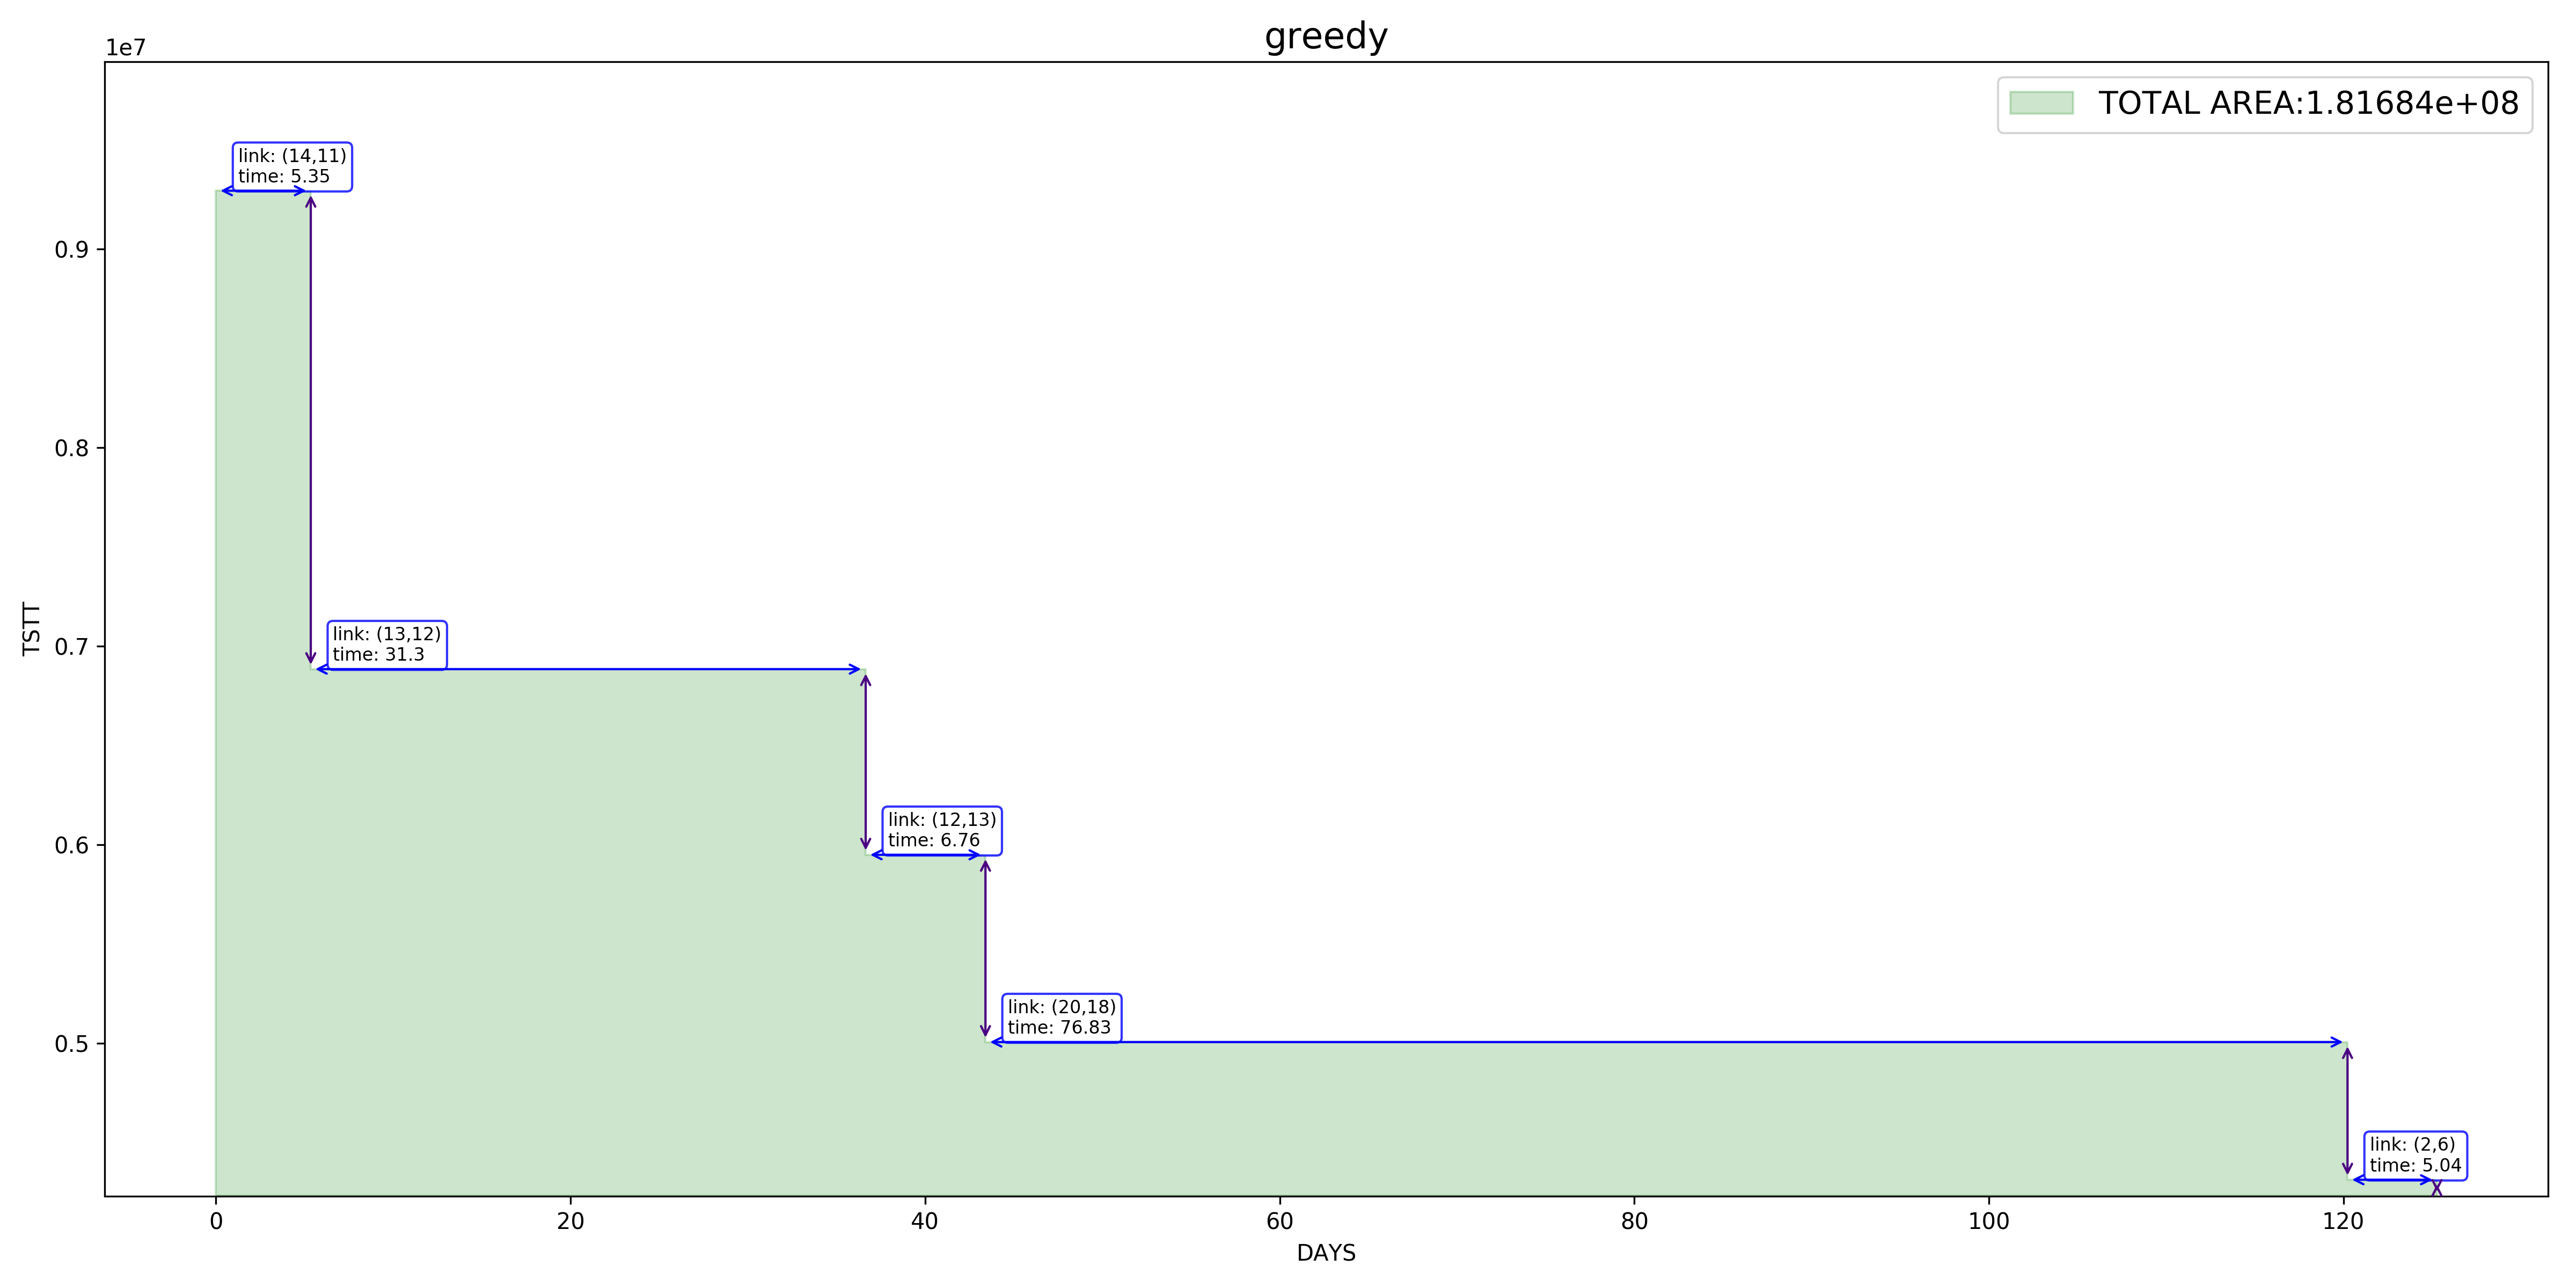 greedy
1e7
TOTAL AREA:1.81684e+08
link: (14,11)
time: 5.35
0.9
0.8
link: (13,12)
time: 31.3
0.7
TSTT
link: (12,13)
time: 6.76
0.6
link: (20,18)
time: 76.83
0.5
link: (2,6)
time: 5.04
0
20
40
60
80
100
120
DAYS